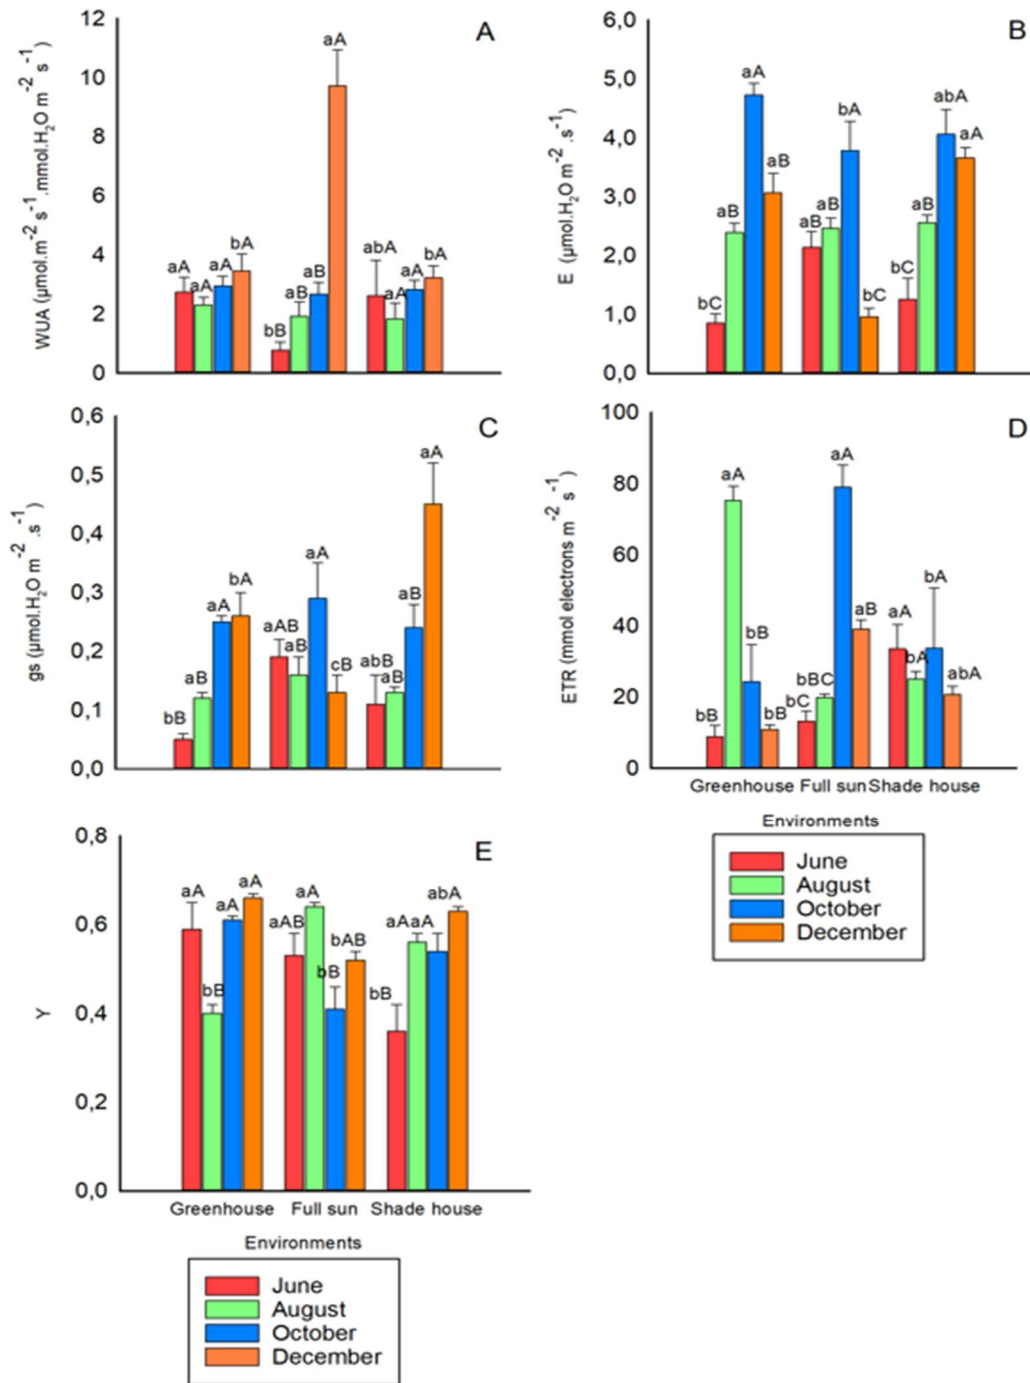 A
WUA (µmol.m⁻² s⁻¹.mmol.H₂O m⁻² s⁻¹)
12
10
8
6
4
2
0
aA aA aA bA
bB aB aB aA
abA aA aA bA
B
E (µmol.H₂O m⁻² .s⁻¹)
6,0
5,0
4,0
3,0
2,0
1,0
0,0
bC aB aA aB
aB aB bA bC
bC aB abA aA
C
gs (µmol.H₂O m⁻² .s⁻¹)
0,6
0,5
0,4
0,3
0,2
0,1
0,0
bB aB aA bA
aAB aB aA cB
abB aB aB aA
D
ETR (mmol electrons m⁻² s⁻¹)
100
80
60
40
20
0
bB aA bB bB
bC bBC aA aB
aA bA bA abA
Greenhouse Full sun Shade house
Environments
June
August
October
December
E
Y
0,8
0,6
0,4
0,2
0,0
aA bB aA aA
aAB aA bB bAB
bB aA aA abA
Greenhouse Full sun Shade house
Environments
June
August
October
December